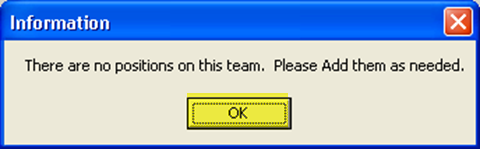 Information
There are no positions on this team.  Please Add them as needed.
OK